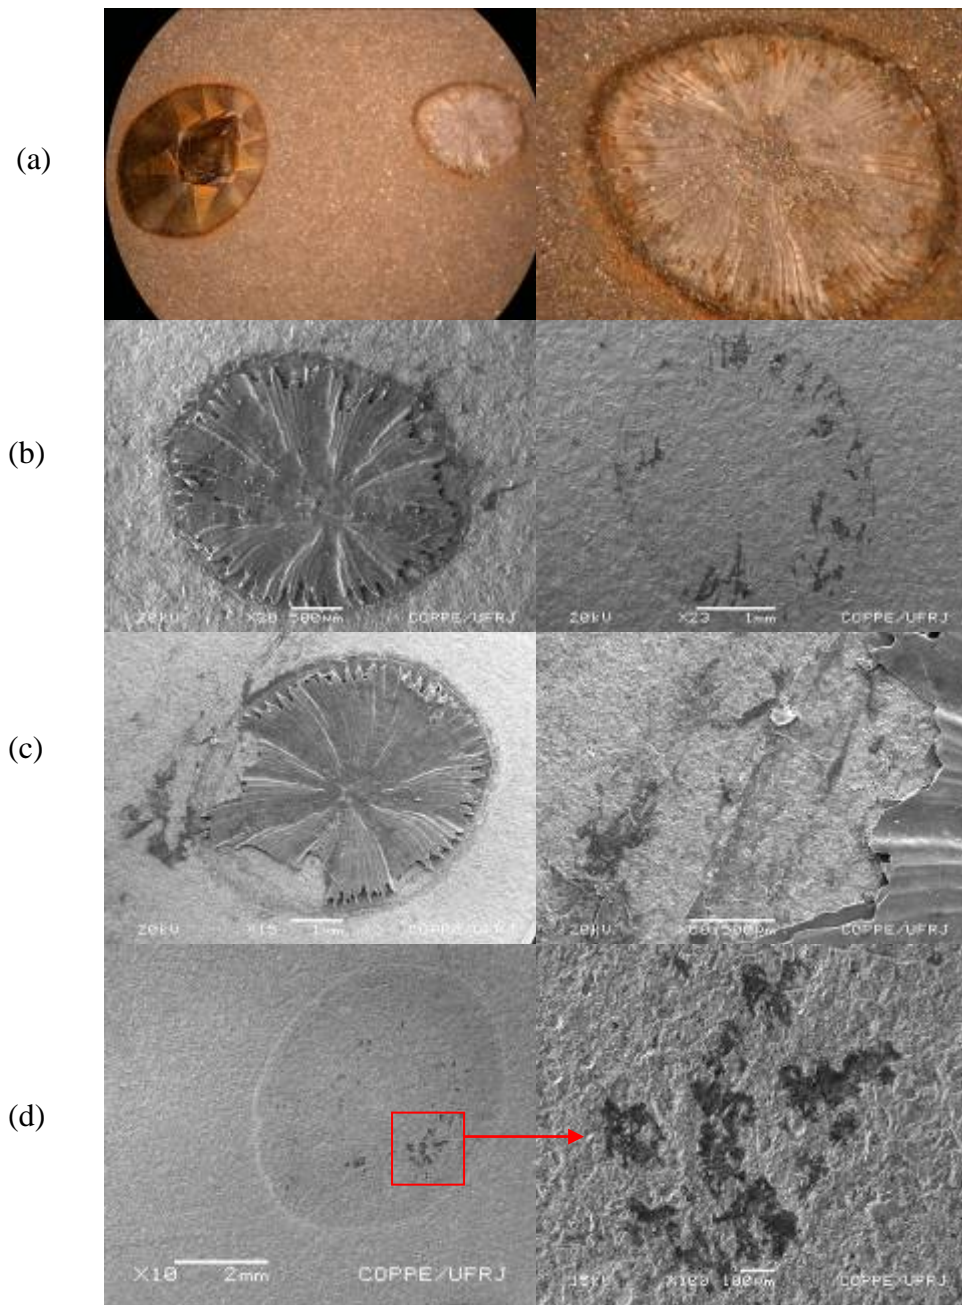 (a)
(b)
20kV X30 500μm COPPE/UFRJ
20kV X23 1mm COPPE/UFRJ
(c)
20kV X15 1mm COPPE/UFRJ
20kV 500μm COPPE/UFRJ
(d)
X10 2mm COPPE/UFRJ
X100 100μm COPPE/UFRJ